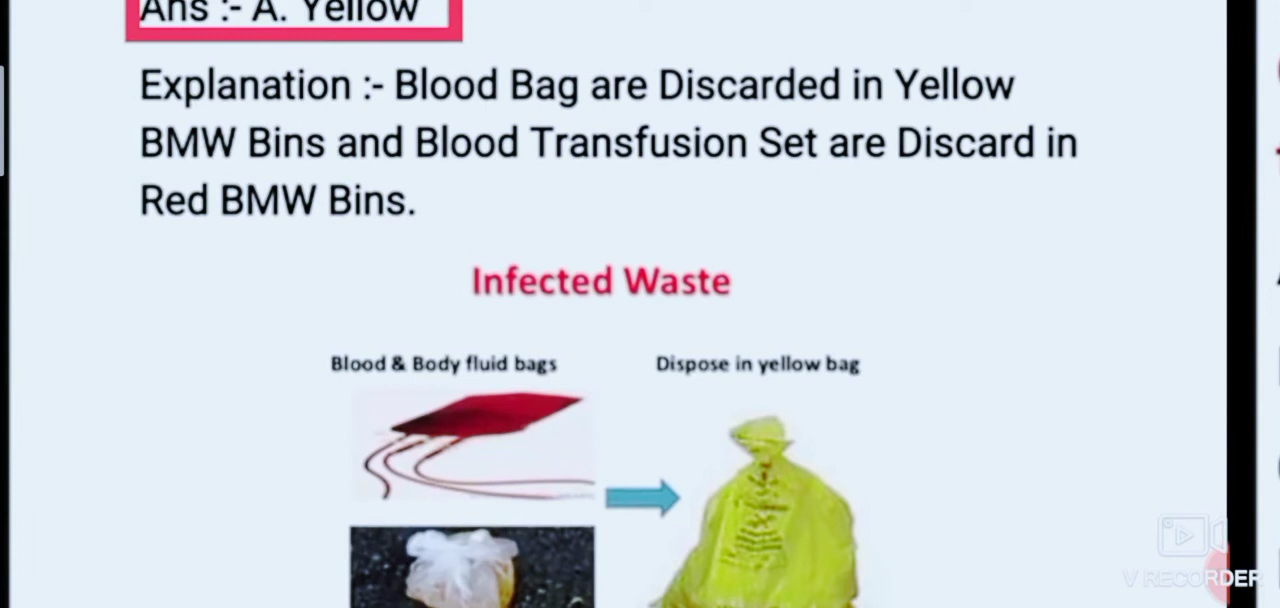 Ans :- A. Yellow
Explanation :- Blood Bag are Discarded in Yellow
BMW Bins and Blood Transfusion Set are Discard in
Red BMW Bins.
Infected Waste
Blood & Body fluid bags
Dispose in yellow bag
V RECORDER